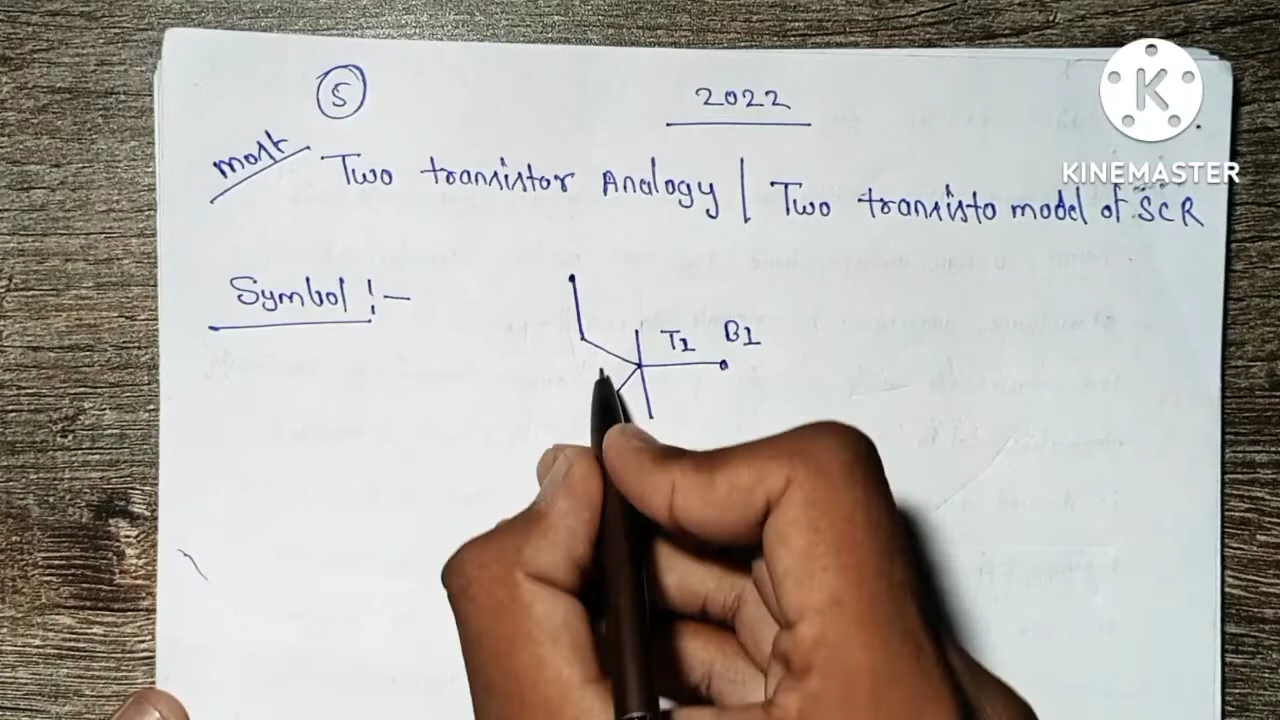 5
2022
most
Two transistor Analogy | Two transisto model of SCR
Symbol :-
T1 B1
K
KINEMASTER